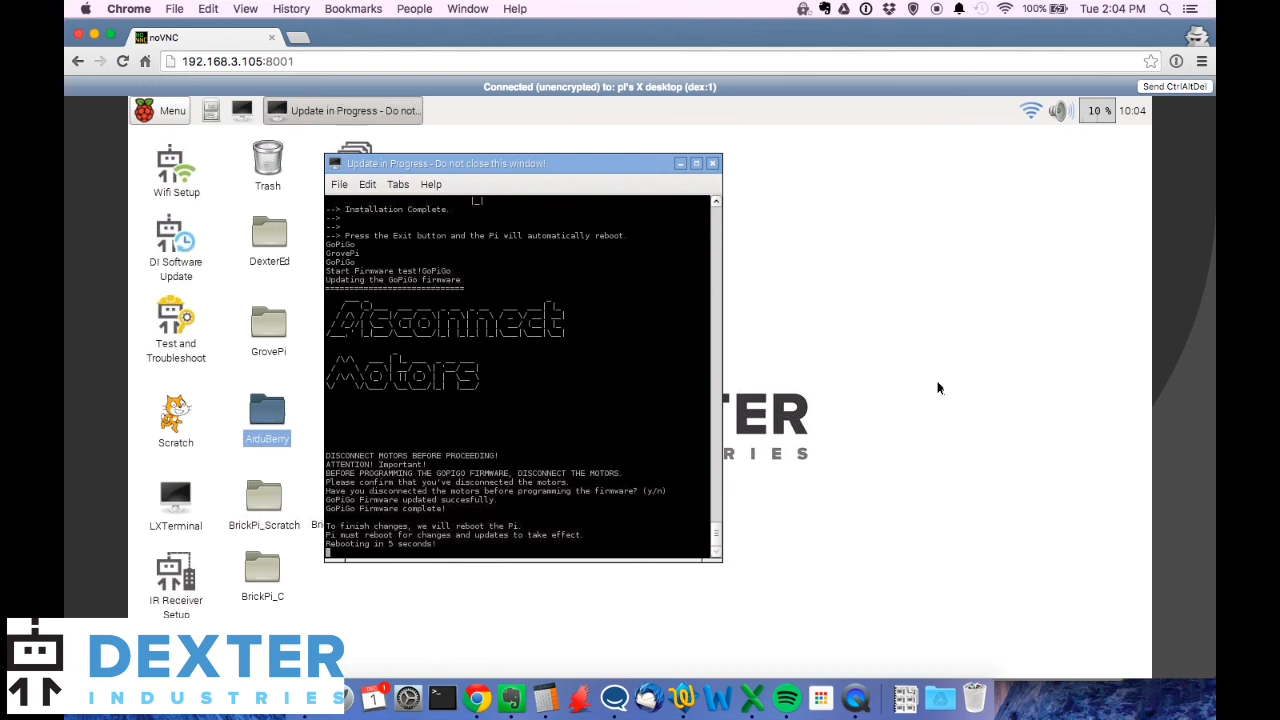 Chrome File Edit View History Bookmarks People Window Help 100% Tue 2:04 PM
noVNC
192.168.3.105:8001
Connected (unencrypted) to: pi's X desktop (dex:1)
Send CtrlAltDel
Menu
Update in Progress - Do not...
10 %
10:04
Wifi Setup
Trash
DI Software
Update
DexterEd
Test and
Troubleshoot
GrovePi
Scratch
ArduBerry
LXTerminal
BrickPi_Scratch
IR Receiver
Setup
BrickPi_C
Update in Progress - Do not close this window!
File Edit Tabs Help
--> Installation Complete.
-->
-->
--> Press the Exit button and the Pi will automatically reboot.
GoPiGo
GrovePi
GoPiGo
Start Firmware test!GoPiGo
Updating the GoPiGo firmware
=============================
Disconnect
Motors
DISCONNECT MOTORS BEFORE PROCEEDING!
ATTENTION! Important!
BEFORE PROGRAMMING THE GOPIGO FIRMWARE, DISCONNECT THE MOTORS.
Please confirm that you've disconnected the motors.
Have you disconnected the motors before programming the firmware? (y/n)
GoPiGo Firmware updated succesfully.
GoPiGo Firmware complete!
To finish changes, we will reboot the Pi.
Pi must reboot for changes and updates to take effect.
Rebooting in 5 seconds!
TER
IES
DEXTER
INDUSTRIES
DEC
1